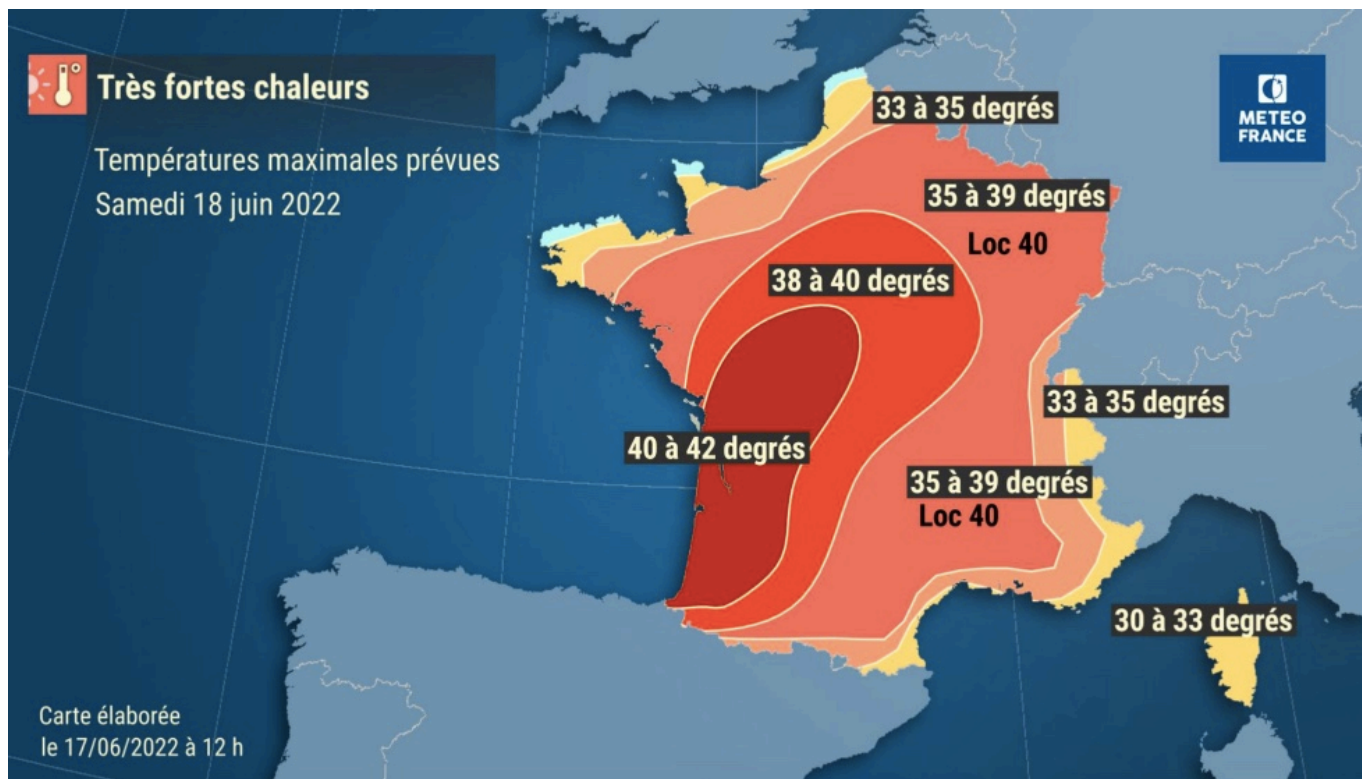 Très fortes chaleurs
Températures maximales prévues
Samedi 18 juin 2022
METEO
FRANCE
33 à 35 degrés
35 à 39 degrés
Loc 40
38 à 40 degrés
33 à 35 degrés
40 à 42 degrés
35 à 39 degrés
Loc 40
30 à 33 degrés
Carte élaborée
le 17/06/2022 à 12 h